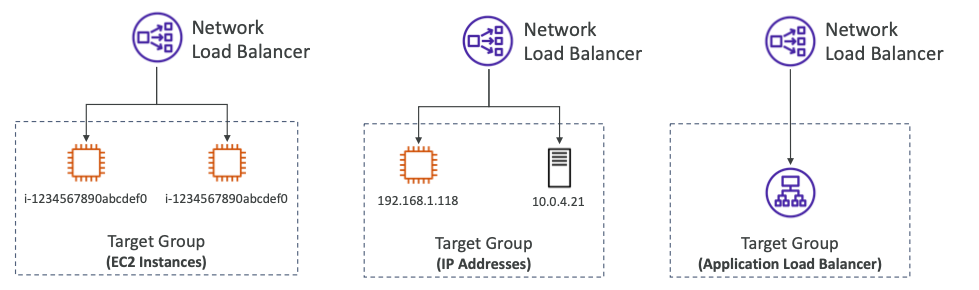 Network
Load Balancer
i-1234567890abcdef0
i-1234567890abcdef0
Target Group
(EC2 Instances)
Network
Load Balancer
192.168.1.118
10.0.4.21
Target Group
(IP Addresses)
Network
Load Balancer
Target Group
(Application Load Balancer)